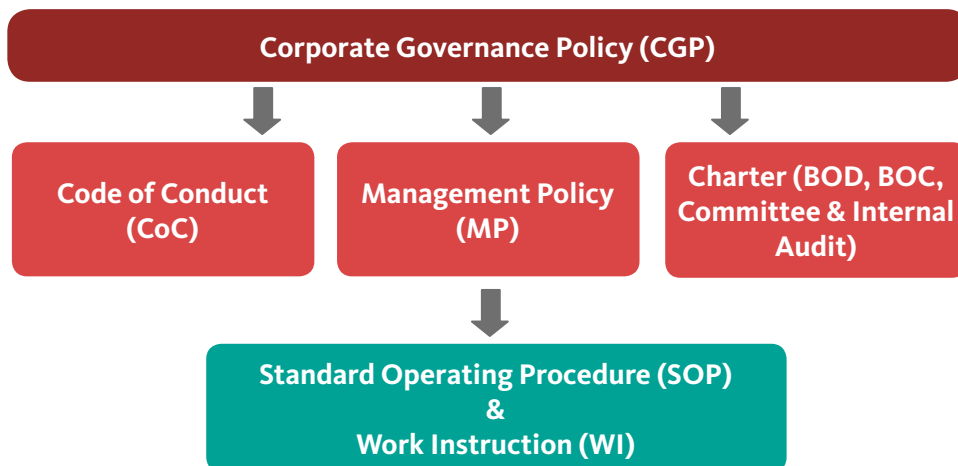 Corporate Governance Policy (CGP)
Code of Conduct
(CoC)
Management Policy
(MP)
Charter (BOD, BOC,
Committee & Internal
Audit)
Standard Operating Procedure (SOP)
&
Work Instruction (WI)